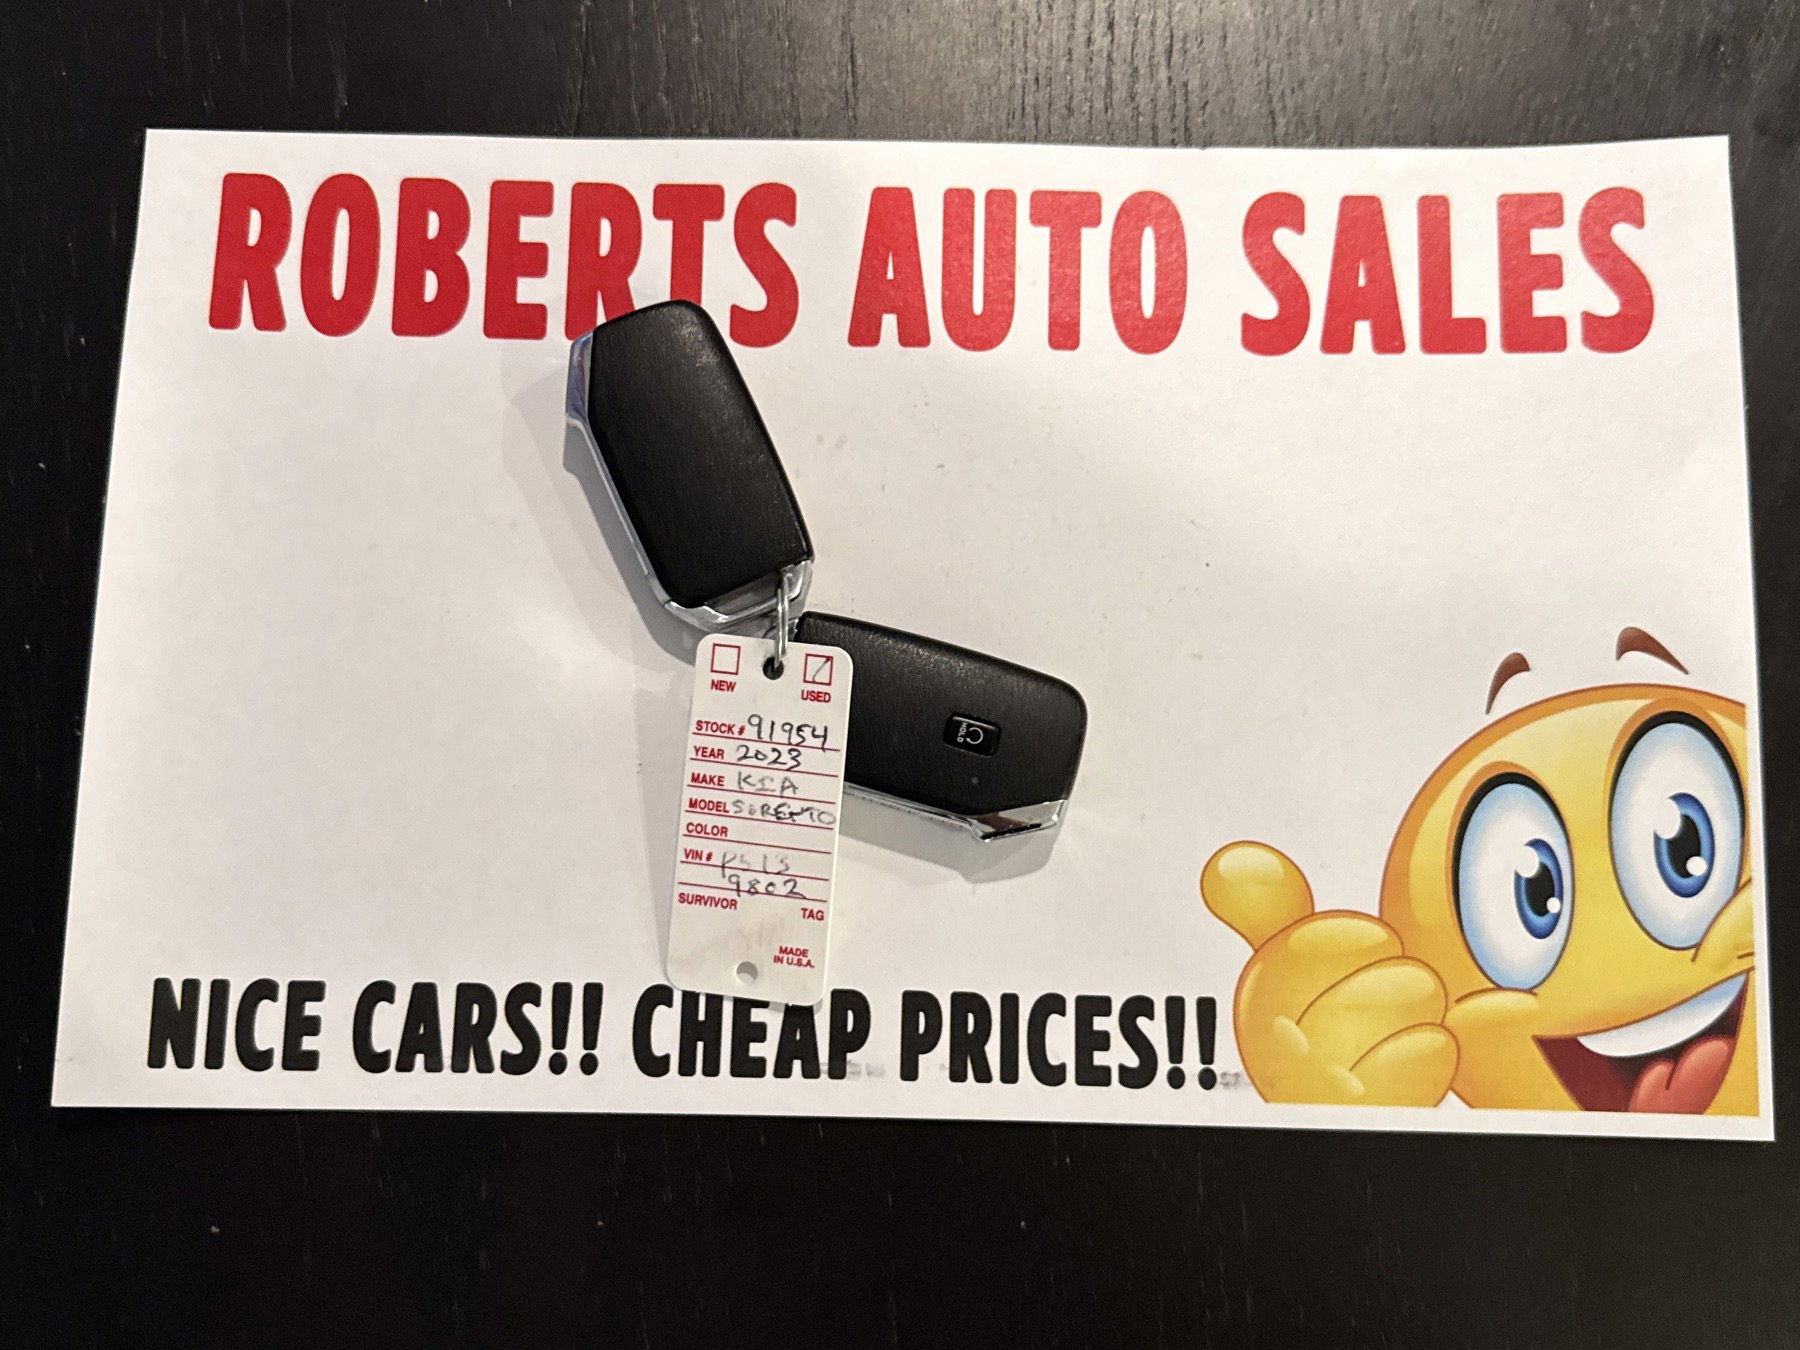 ROBERTS AUTO SALES
NEW USED
STOCK # 91954
YEAR 2023
MAKE KIA
MODEL SORENTO
COLOR
VIN #
9802
SURVIVOR TAG
MADE
IN U.S.A.
HOLD
NICE CARS!! CHEAP PRICES!!